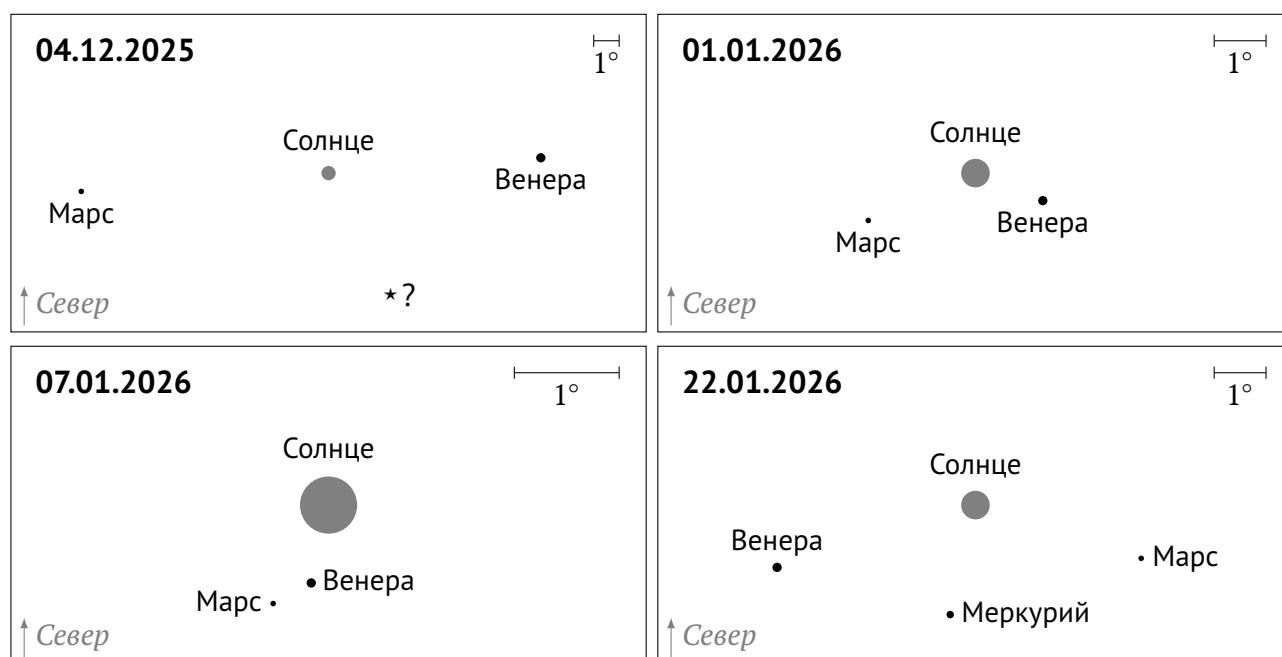 04.12.2025
1°
Солнце
Венера
Марс
?
Север
01.01.2026
1°
Солнце
Венера
Марс
Север
07.01.2026
1°
Солнце
Венера
Марс
Север
22.01.2026
1°
Солнце
Венера
Марс
Меркурий
Север